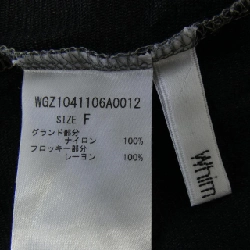 WGZ1041106A0012
SIZE F
グランド部分
ナイロン 100%
フロッキー部分
レーヨン 100%
Whim